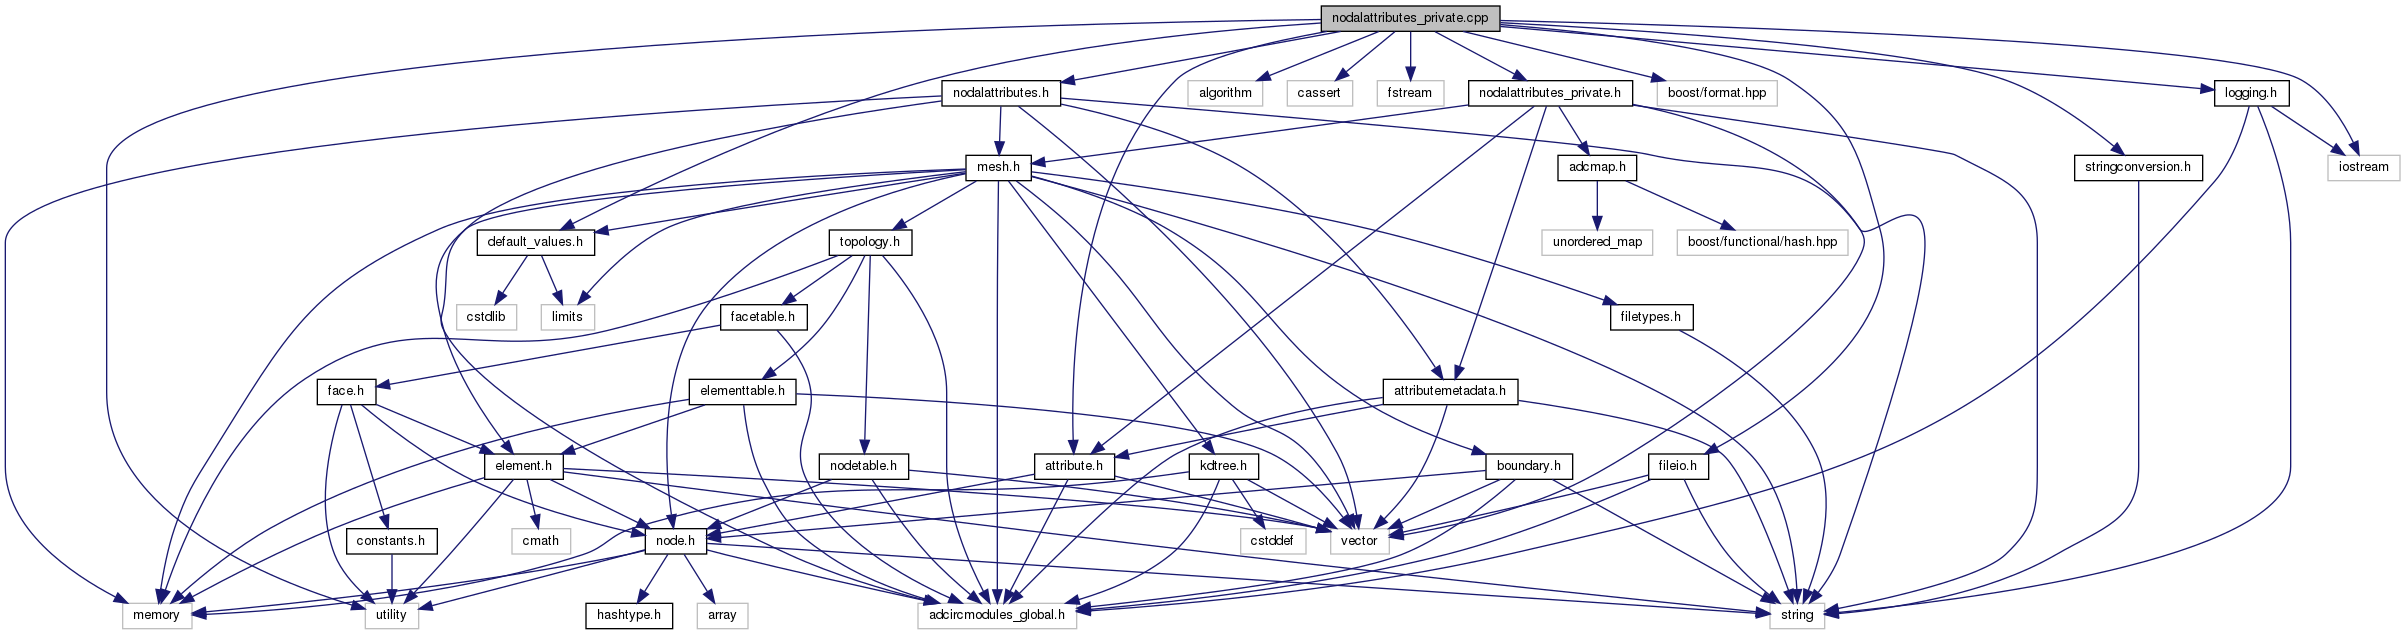 nodalattributes_private.cpp
nodalattributes.h
algorithm
cassert
fstream
nodalattributes_private.h
boost/format.hpp
logging.h
mesh.h
adcmap.h
stringconversion.h
iostream
default_values.h
topology.h
unordered_map
boost/functional/hash.hpp
cstdlib
limits
facetable.h
filetypes.h
face.h
elementtable.h
attributemetadata.h
element.h
nodetable.h
attribute.h
kdtree.h
boundary.h
fileio.h
constants.h
cmath
node.h
cstddef
vector
memory
utility
hashtype.h
array
adcircmodules_global.h
string